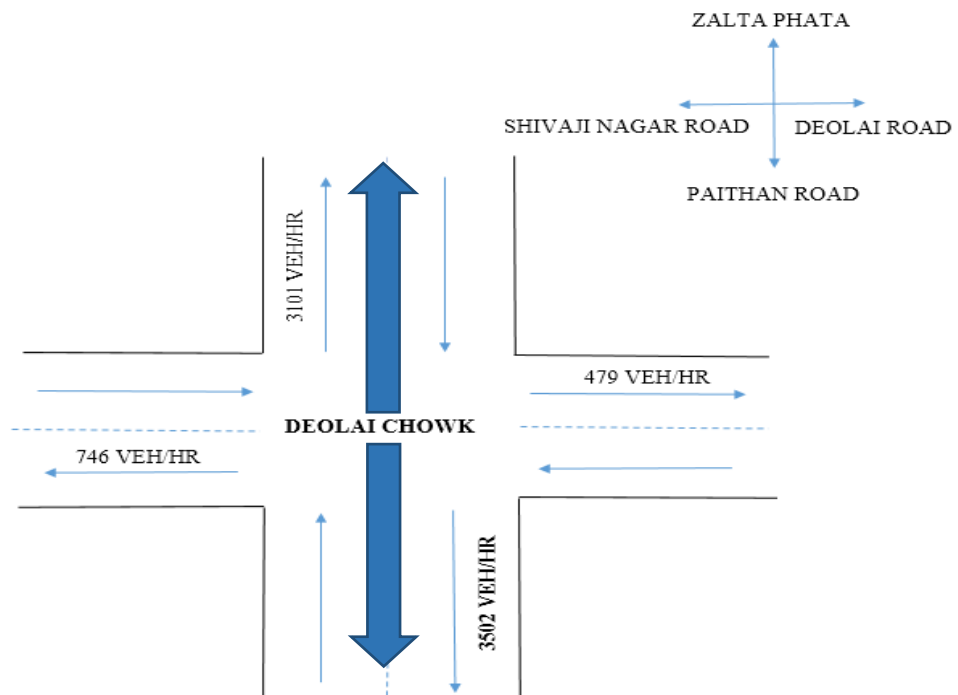 ZALTA PHATA
SHIVAJI NAGAR ROAD
DEOLAI ROAD
PAITHAN ROAD
3101 VEH/HR
479 VEH/HR
DEOLAI CHOWK
746 VEH/HR
3502 VEH/HR